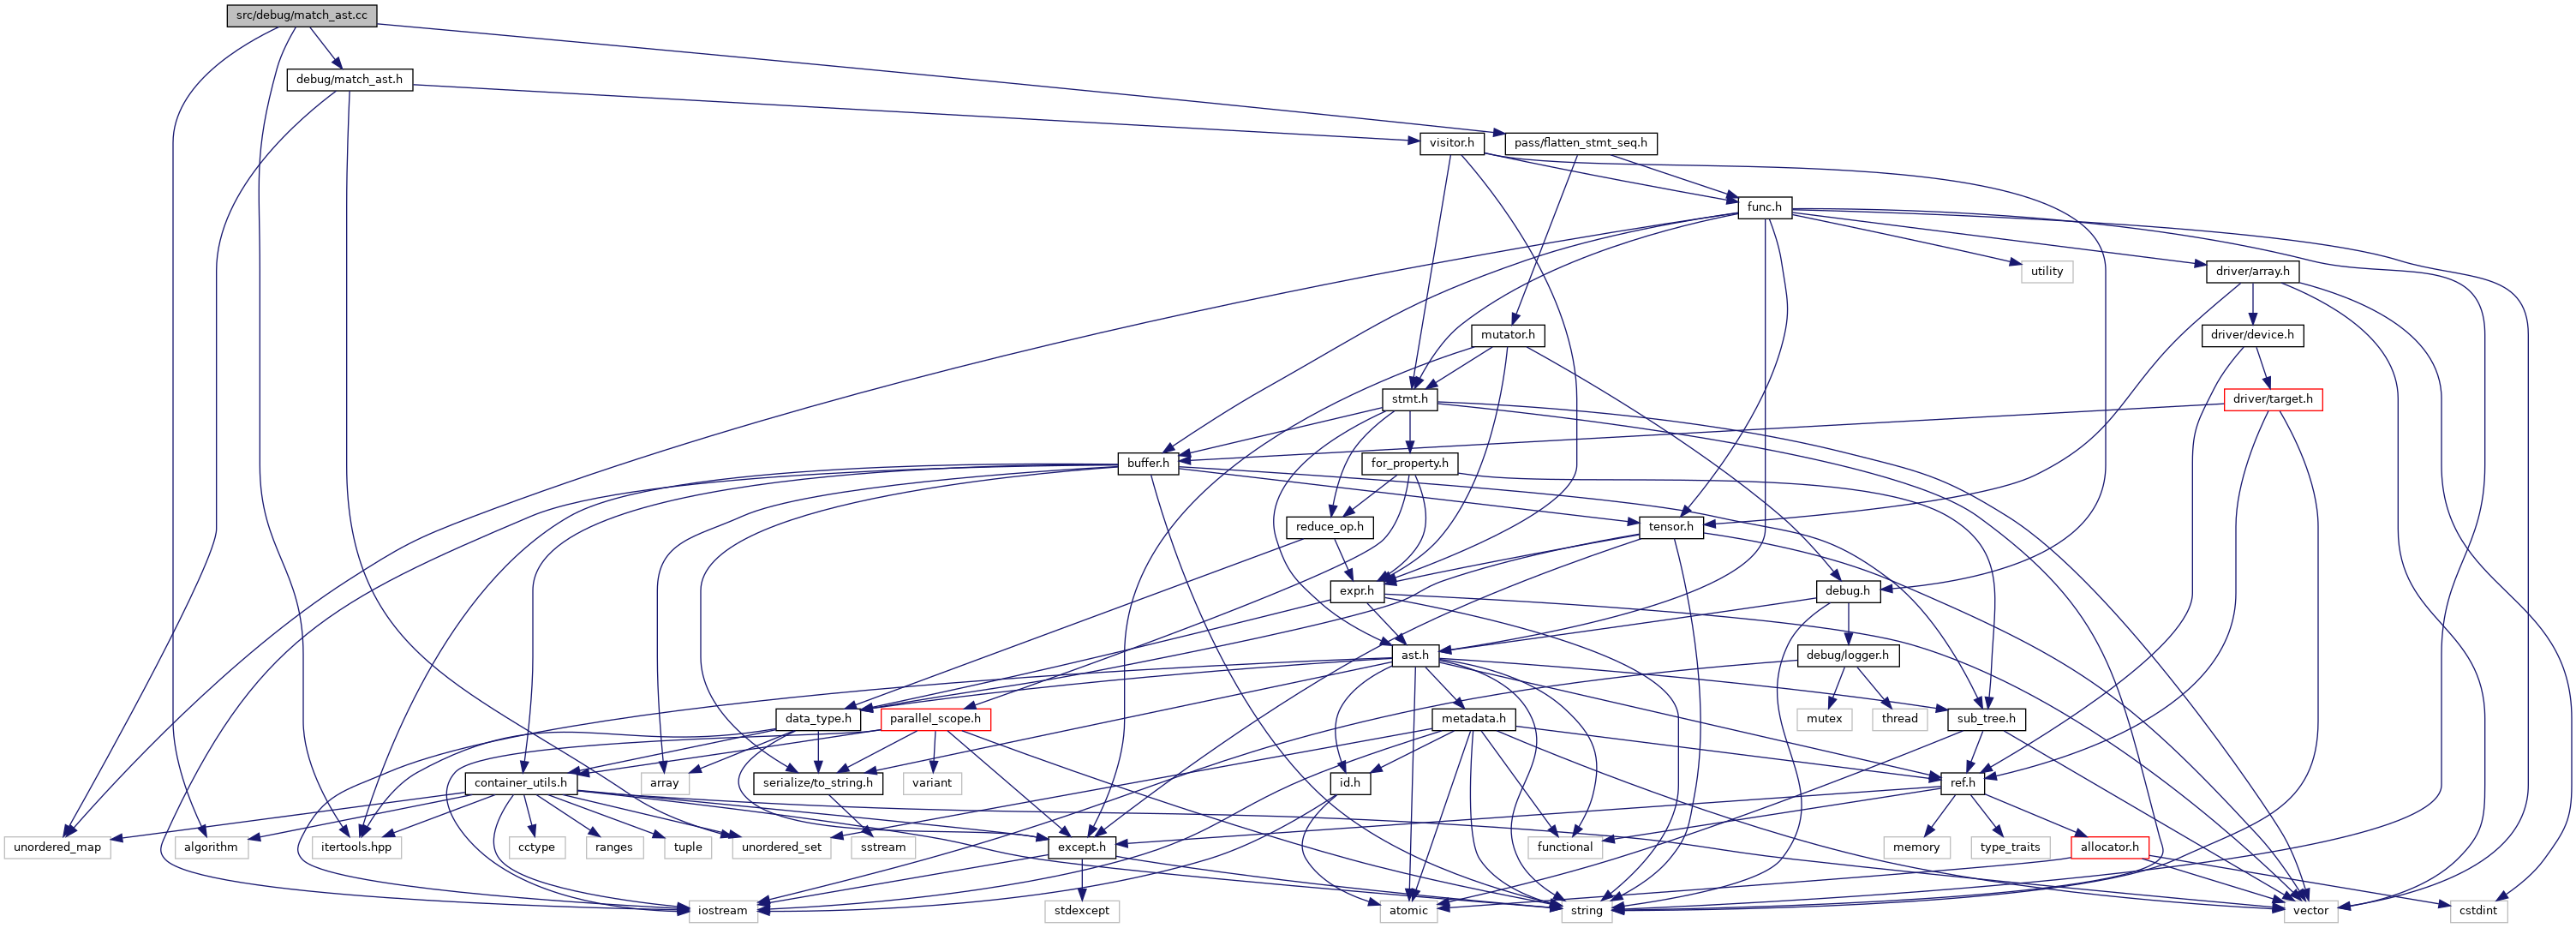 src/debug/match_ast.cc
debug/match_ast.h
visitor.h
pass/flatten_stmt_seq.h
func.h
utility
driver/array.h
mutator.h
driver/device.h
stmt.h
driver/target.h
buffer.h
for_property.h
reduce_op.h
tensor.h
expr.h
debug.h
ast.h
debug/logger.h
data_type.h
parallel_scope.h
metadata.h
mutex
thread
sub_tree.h
container_utils.h
array
serialize/to_string.h
variant
id.h
ref.h
unordered_map
algorithm
itertools.hpp
cctype
ranges
tuple
unordered_set
sstream
except.h
functional
memory
type_traits
allocator.h
iostream
stdexcept
atomic
string
vector
cstdint